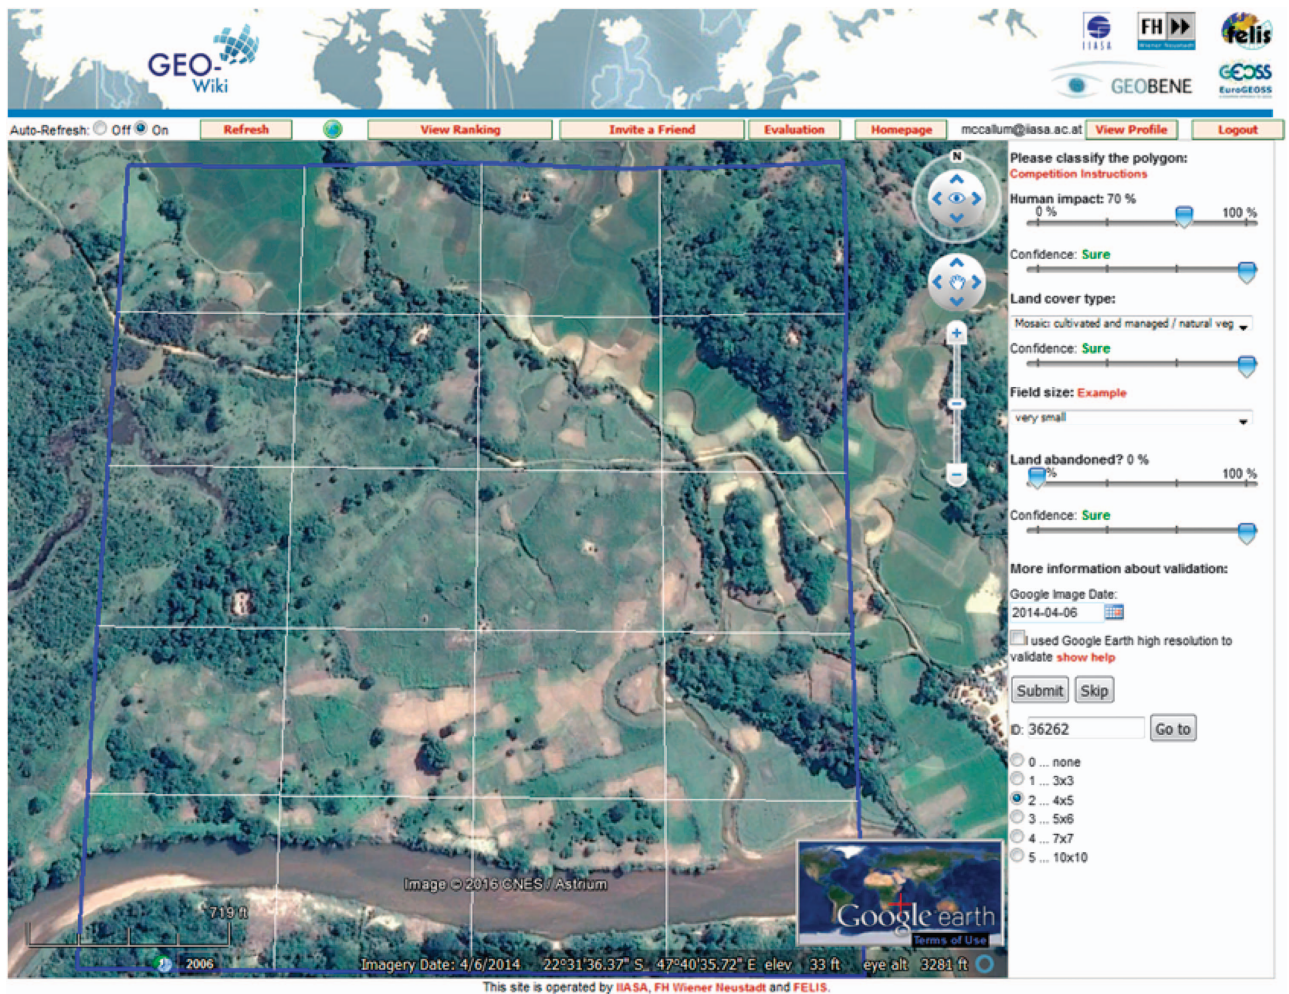 GEO-
Wiki
IIASA
FH
Wiener Neustadt
felis
GEOBENE
GEOSS
EuroGEOSS
Auto-Refresh: Off On Refresh View Ranking Invite a Friend Evaluation Homepage mccallum@iiasa.ac.at View Profile Logout
N
Please classify the polygon:
Competition Instructions
Human impact: 70 %
0 % 100 %
Confidence: Sure
Land cover type:
Mosaic: cultivated and managed / natural veg
Confidence: Sure
Field size: Example
very small
Land abandoned? 0 %
% 100 %
Confidence: Sure
More information about validation:
Google Image Date:
2014-04-06
I used Google Earth high resolution to
validate show help
Submit Skip
ID: 36262 Go to
0 ... none
1 ... 3x3
2 ... 4x5
3 ... 5x6
4 ... 7x7
5 ... 10x10
Image © 2016 CNES / Astrium
719 ft
Google earth
Terms of Use
2006 Imagery Date: 4/6/2014 22°31'36.37" S 47°40'35.72" E elev 33 ft eye alt 3281 ft
This site is operated by IIASA, FH Wiener Neustadt and FELIS.